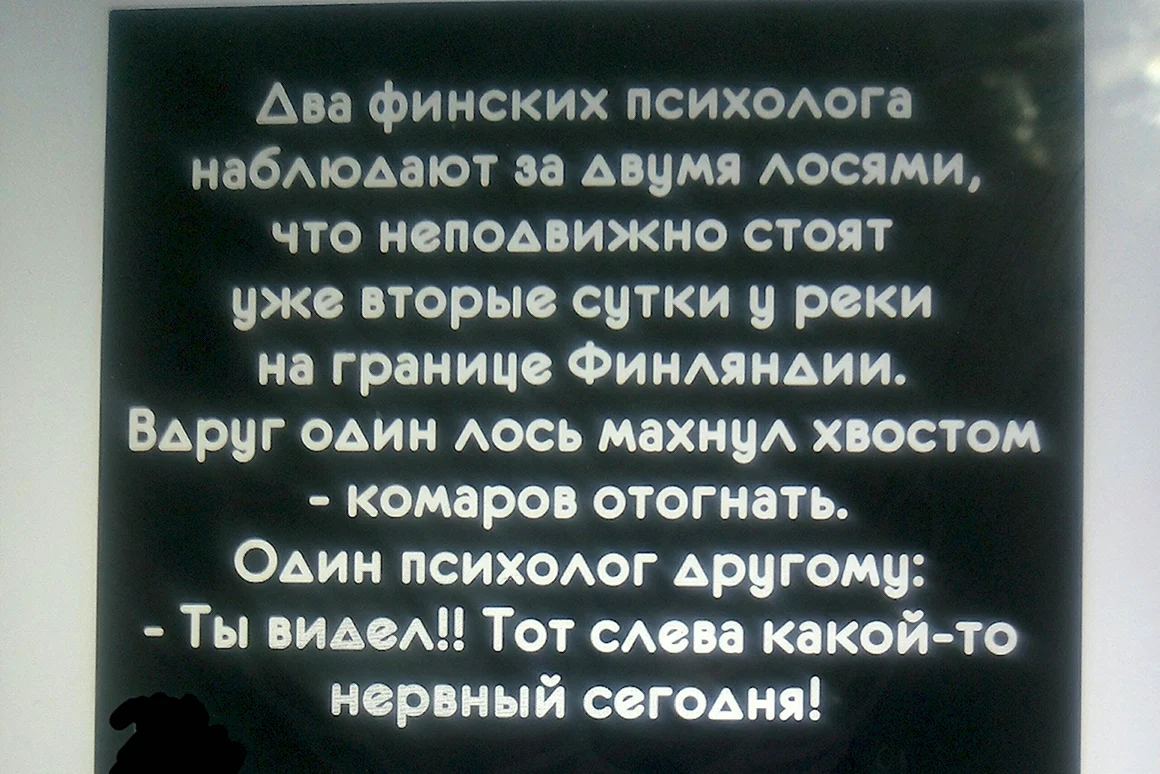 Два финских психолога
наблюдают за двумя лосями,
что неподвижно стоят
уже вторые сутки у реки
на границе Финляндии.
Вдруг один лось махнул хвостом
- комаров отогнать.
Один психолог другому:
- Ты видел!! Тот слева какой-то
нервный сегодня!